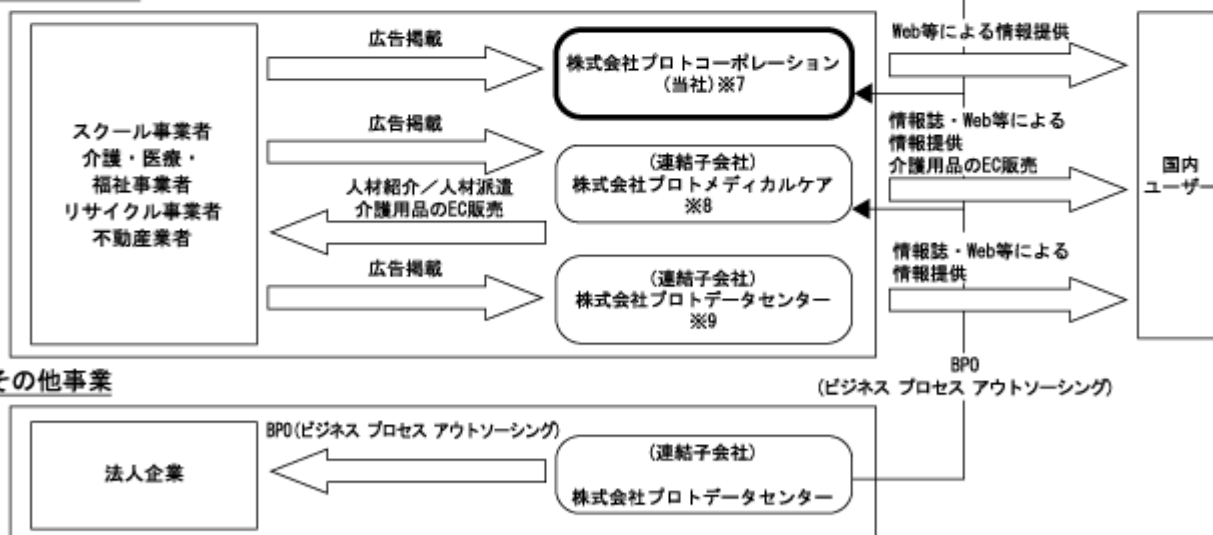 スクール事業者
介護・医療・
福祉事業者
リサイクル事業者
不動産業者
広告掲載
株式会社プロトコーポレーション
(当社)※7
Web等による情報提供
広告掲載
(連結子会社)
株式会社プロトメディカルケア
※8
情報誌・Web等による
情報提供
介護用品のEC販売
人材紹介／人材派遣
介護用品のEC販売
広告掲載
(連結子会社)
株式会社プロトデータセンター
※9
情報誌・Web等による
情報提供
国内
ユーザー
BPO
(ビジネス プロセス アウトソーシング)
その他事業
法人企業
BPO(ビジネス プロセス アウトソーシング)
(連結子会社)
株式会社プロトデータセンター